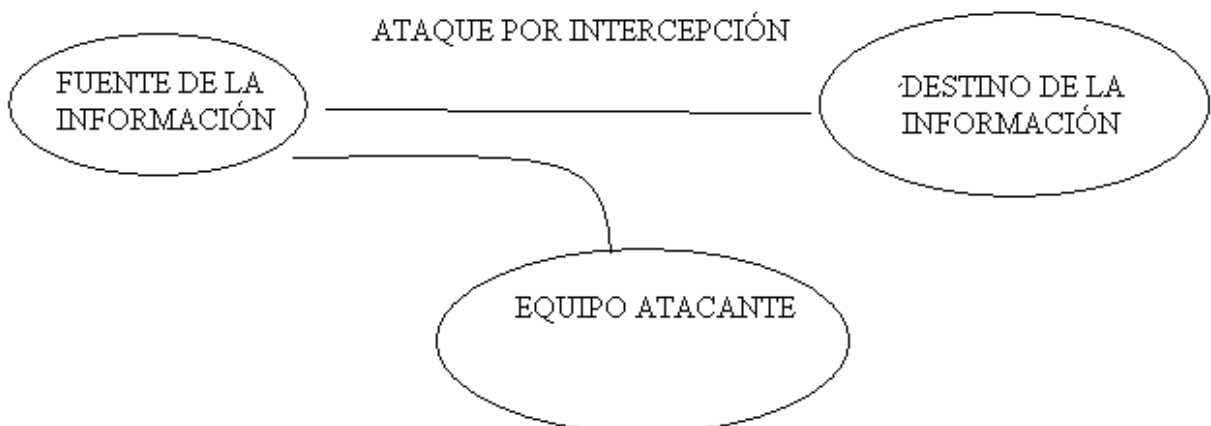 ATAQUE POR INTERCEPCIÓN
FUENTE DE LA
INFORMACIÓN
DESTINO DE LA
INFORMACIÓN
EQUIPO ATACANTE